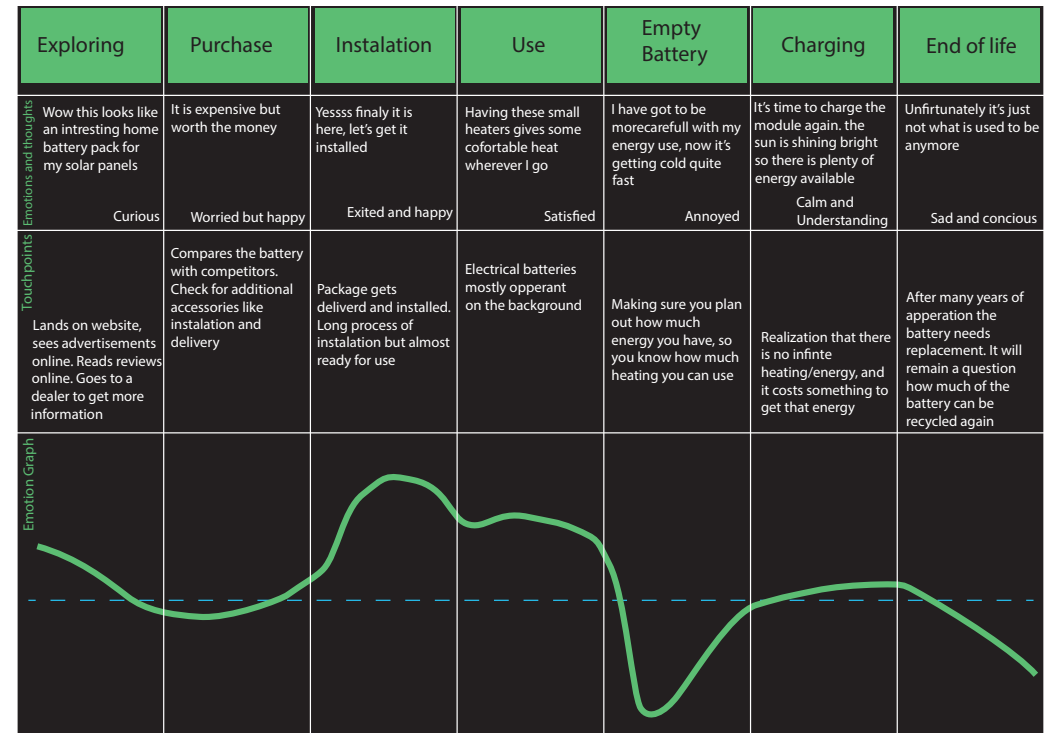 Exploring
Purchase
Instalation
Use
Empty
Battery
Charging
End of life
Emotions and thoughts
Wow this looks like
an intresting home
battery pack for
my solar panels
Curious
It is expensive but
worth the money
Worried but happy
Yessss finaly it is
here, let's get it
installed
Exited and happy
Having these small
heaters gives some
cofortable heat
wherever I go
Satisfied
I have got to be
morecarefull with my
energy use, now it's
getting cold quite
fast
Annoyed
It's time to charge the
module again. the
sun is shining bright
so there is plenty of
energy available
Calm and
Understanding
Unfirtunately it's just
not what is used to be
anymore
Sad and concious
Touchpoints
Lands on website,
sees advertisements
online. Reads reviews
online. Goes to a
dealer to get more
information
Compares the battery
with competitors.
Check for additional
accessories like
instalation and
delivery
Package gets
deliverd and installed.
Long process of
instalation but almost
ready for use
Electrical batteries
mostly opperant
on the background
Making sure you plan
out how much
energy you have, so
you know how much
heating you can use
Realization that there
is no infinte
heating/energy, and
it costs something to
get that energy
After many years of
apperation the
battery needs
replacement. It will
remain a question
how much of the
battery can be
recycled again
Emotion Graph